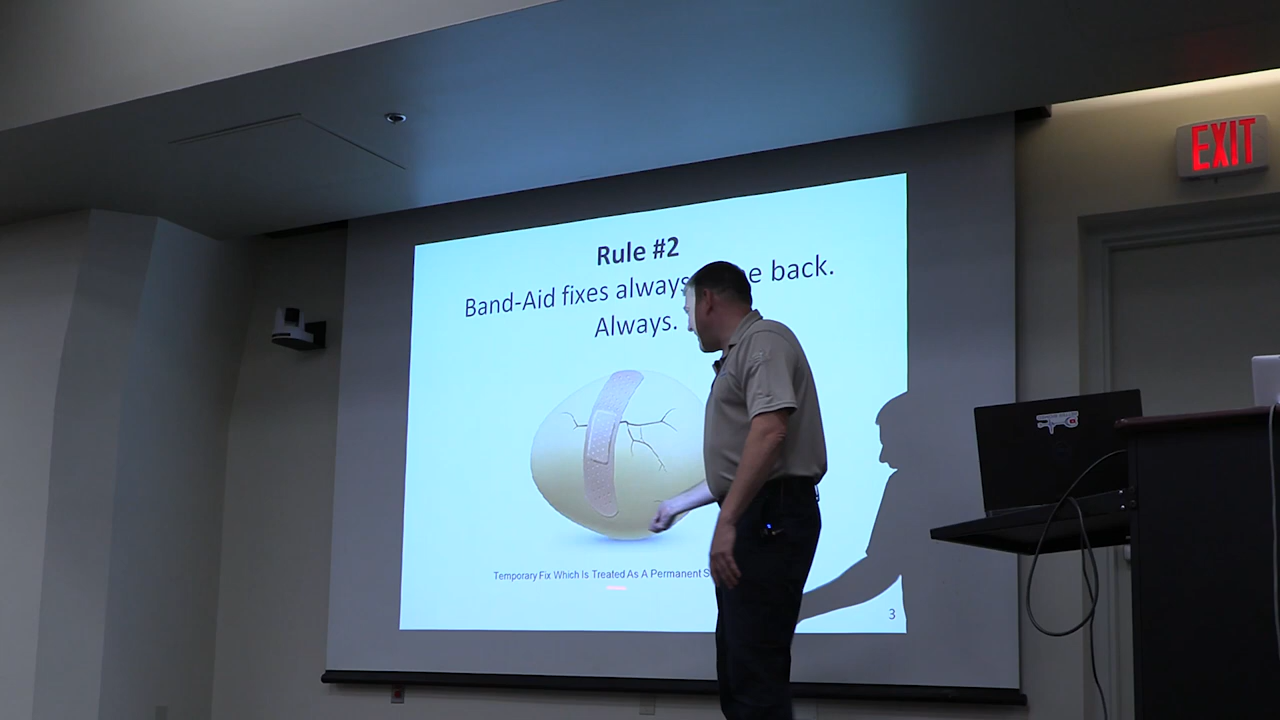 Rule #2
Band-Aid fixes always back.
Always.
Temporary Fix Which Is Treated As A Permanent
3
EXIT